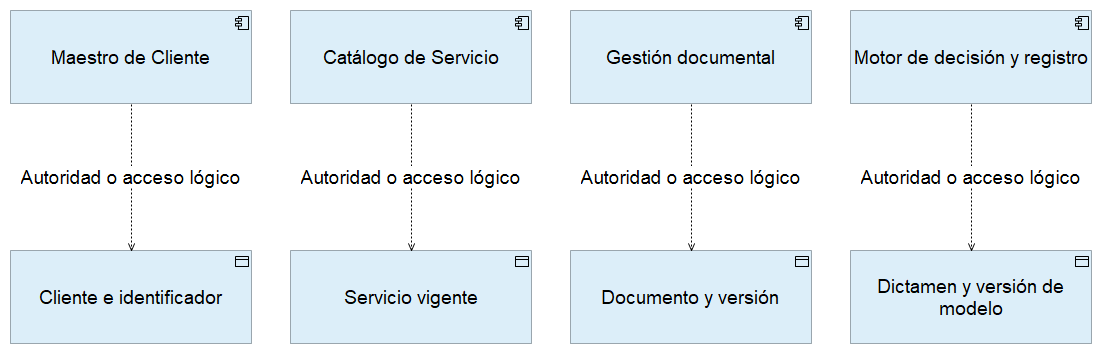 Maestro de Cliente
Catálogo de Servicio
Gestión documental
Motor de decisión y registro
Autoridad o acceso lógico
Autoridad o acceso lógico
Autoridad o acceso lógico
Autoridad o acceso lógico
Cliente e identificador
Servicio vigente
Documento y versión
Dictamen y versión de
modelo